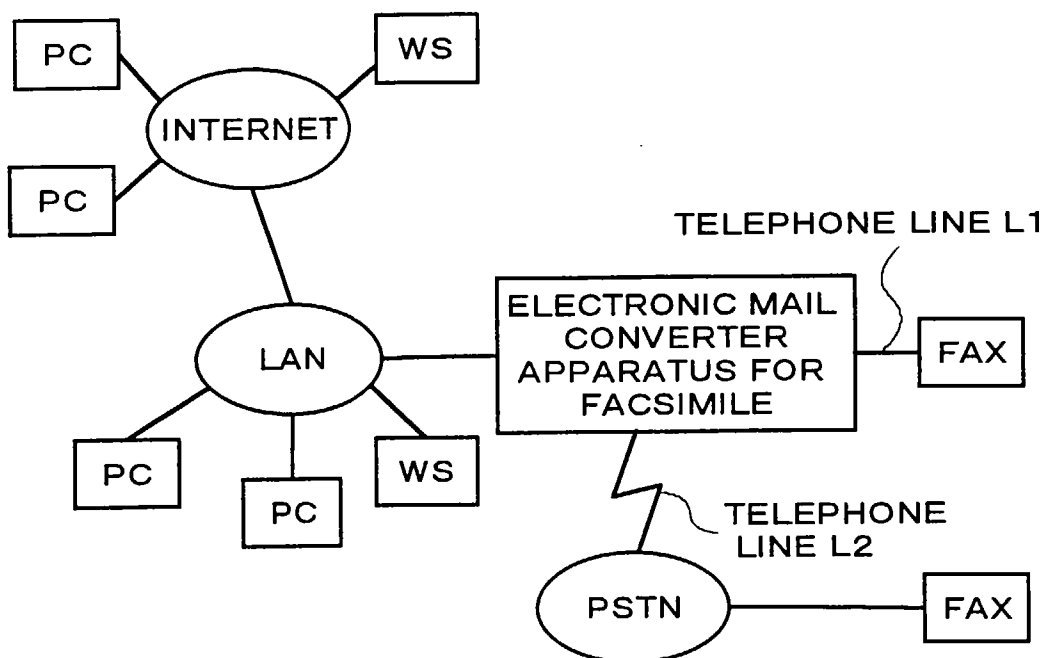 PC
WS
INTERNET
PC
TELEPHONE LINE L1
ELECTRONIC MAIL
CONVERTER
APPARATUS FOR
FACSIMILE
FAX
LAN
PC
PC
WS
TELEPHONE
LINE L2
PSTN
FAX